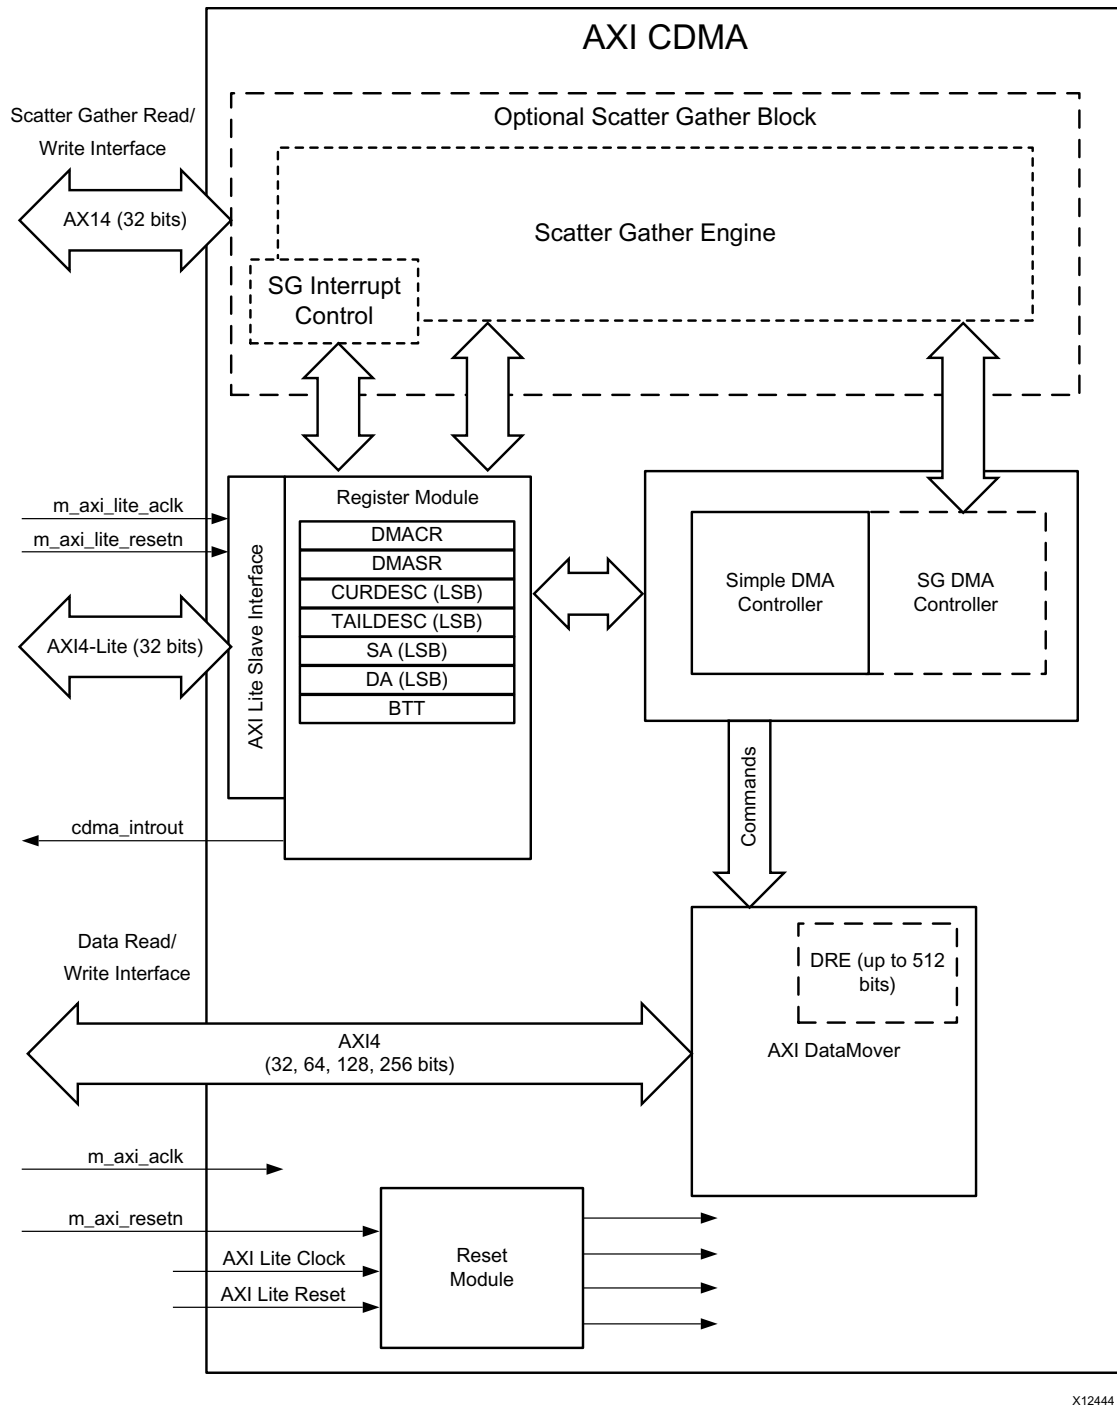 AXI CDMA
Optional Scatter Gather Block
Scatter Gather Read/
Write Interface
AX14 (32 bits)
Scatter Gather Engine
SG Interrupt
Control
m_axi_lite_aclk
m_axi_lite_resetn
AXI4-Lite (32 bits)
AXI Lite Slave Interface
Register Module
DMACR
DMASR
CURDESC (LSB)
TAILDESC (LSB)
SA (LSB)
DA (LSB)
BTT
Simple DMA
Controller
SG DMA
Controller
cdma_introut
Commands
Data Read/
Write Interface
DRE (up to 512
bits)
AXI DataMover
AXI4
(32, 64, 128, 256 bits)
m_axi_aclk
m_axi_resetn
AXI Lite Clock
AXI Lite Reset
Reset
Module
X12444